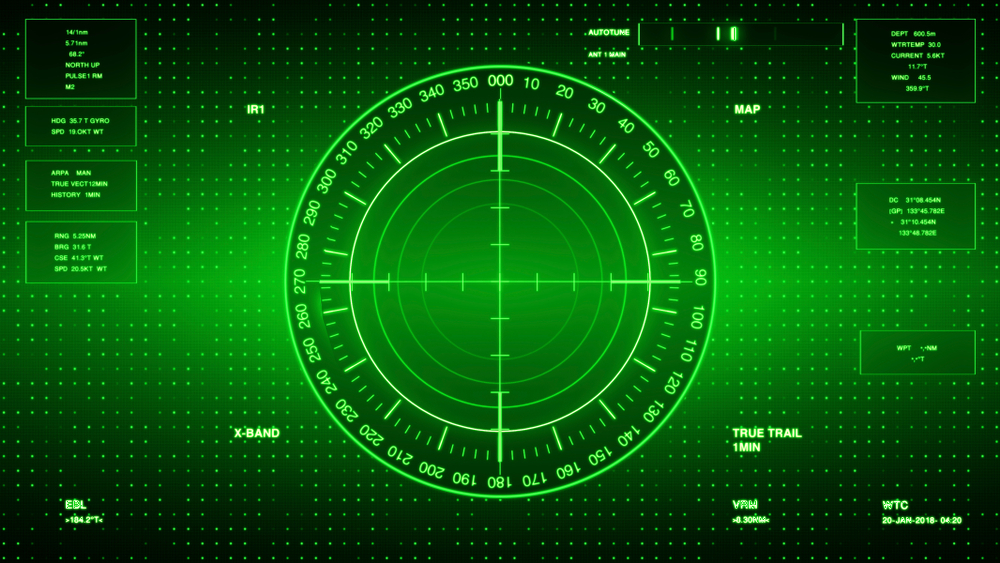 14/1nm
5.71nm
68.2°
NORTH UP
PULSE1 RM
M2
HDG 35.7 T GYRO
SPD 19.0KT WT
ARPA MAN
TRUE VECT12MIN
HISTORY 1MIN
RNG 5.25NM
BRG 31.6 T
CSE 41.3°T WT
SPD 20.5KT WT
AUTOTUNE
ANT 1 MAIN
DEPT 600.5m
WTRTEMP 30.0
CURRENT 5.6KT
11.7°T
WIND 45.5
359.9°T
IR1
MAP
000 10 20 30 40 50 60 70 80 90 100 110 120 130 140 150 160 170 180 190 200 210 220 230 240 250 260 270 280 290 300 310 320 330 340 350
DC 31°08.454N
(GP) 133°45.782E
31°10.454N
133°48.782E
WPT -.-NM
-.-°T
X-BAND
TRUE TRAIL
1MIN
EBL
>184.2°T<
VRM
WTC
20-JAN-2018- 04:20